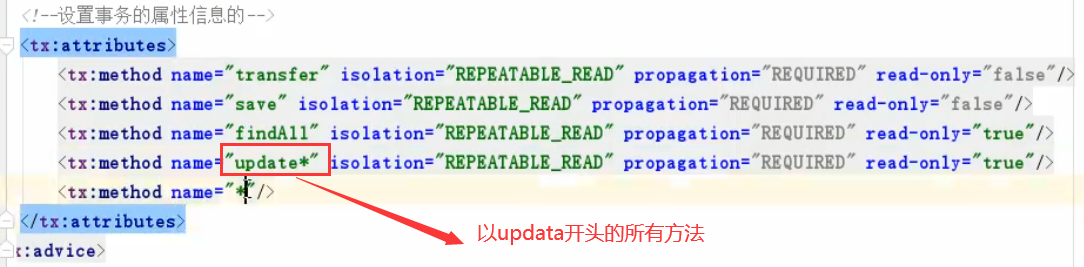 <!--设置事务的属性信息的-->
<tx:attributes>
<tx:method name="transfer" isolation="REPEATABLE_READ" propagation="REQUIRED" read-only="false"/>
<tx:method name="save" isolation="REPEATABLE_READ" propagation="REQUIRED" read-only="false"/>
<tx:method name="findAll" isolation="REPEATABLE_READ" propagation="REQUIRED" read-only="true"/>
<tx:method name="update*" isolation="REPEATABLE_READ" propagation="REQUIRED" read-only="true"/>
<tx:method name="*"/>
</tx:attributes>
以updata开头的所有方法
x:advice>